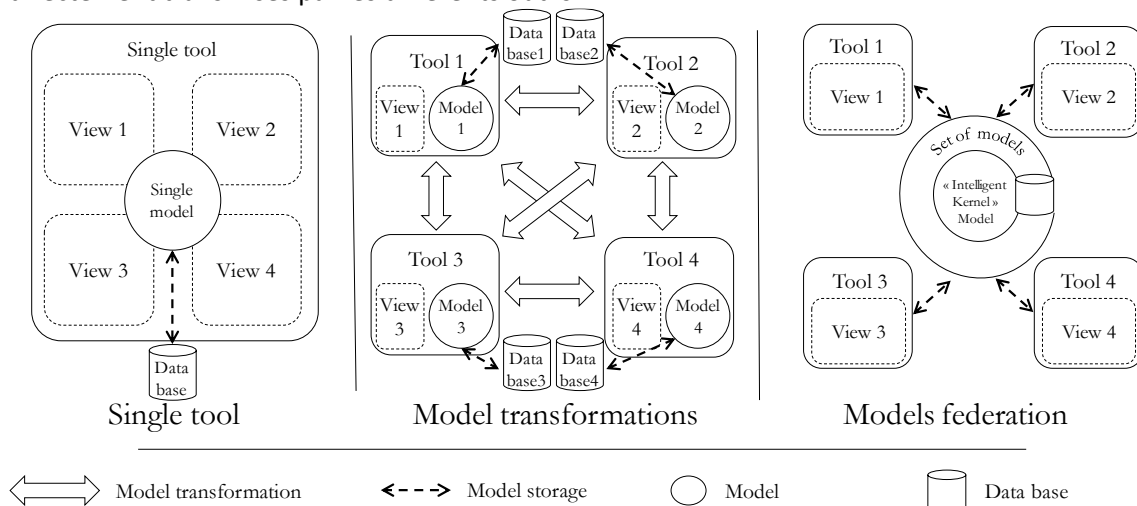 Single tool
View 1
View 2
Single
model
View 3
View 4
Data
base
Single tool
Data
base1
Data
base2
Tool 1
Tool 2
View
1
Model
1
View
2
Model
2
Tool 3
Tool 4
View
3
Model
3
View
4
Model
4
Data
base3
Data
base4
Model transformations
Tool 1
View 1
Tool 2
View 2
Set of models
« Intelligent
Kernel »
Model
Tool 3
View 3
Tool 4
View 4
Models federation
Model transformation
Model storage
Model
Data base